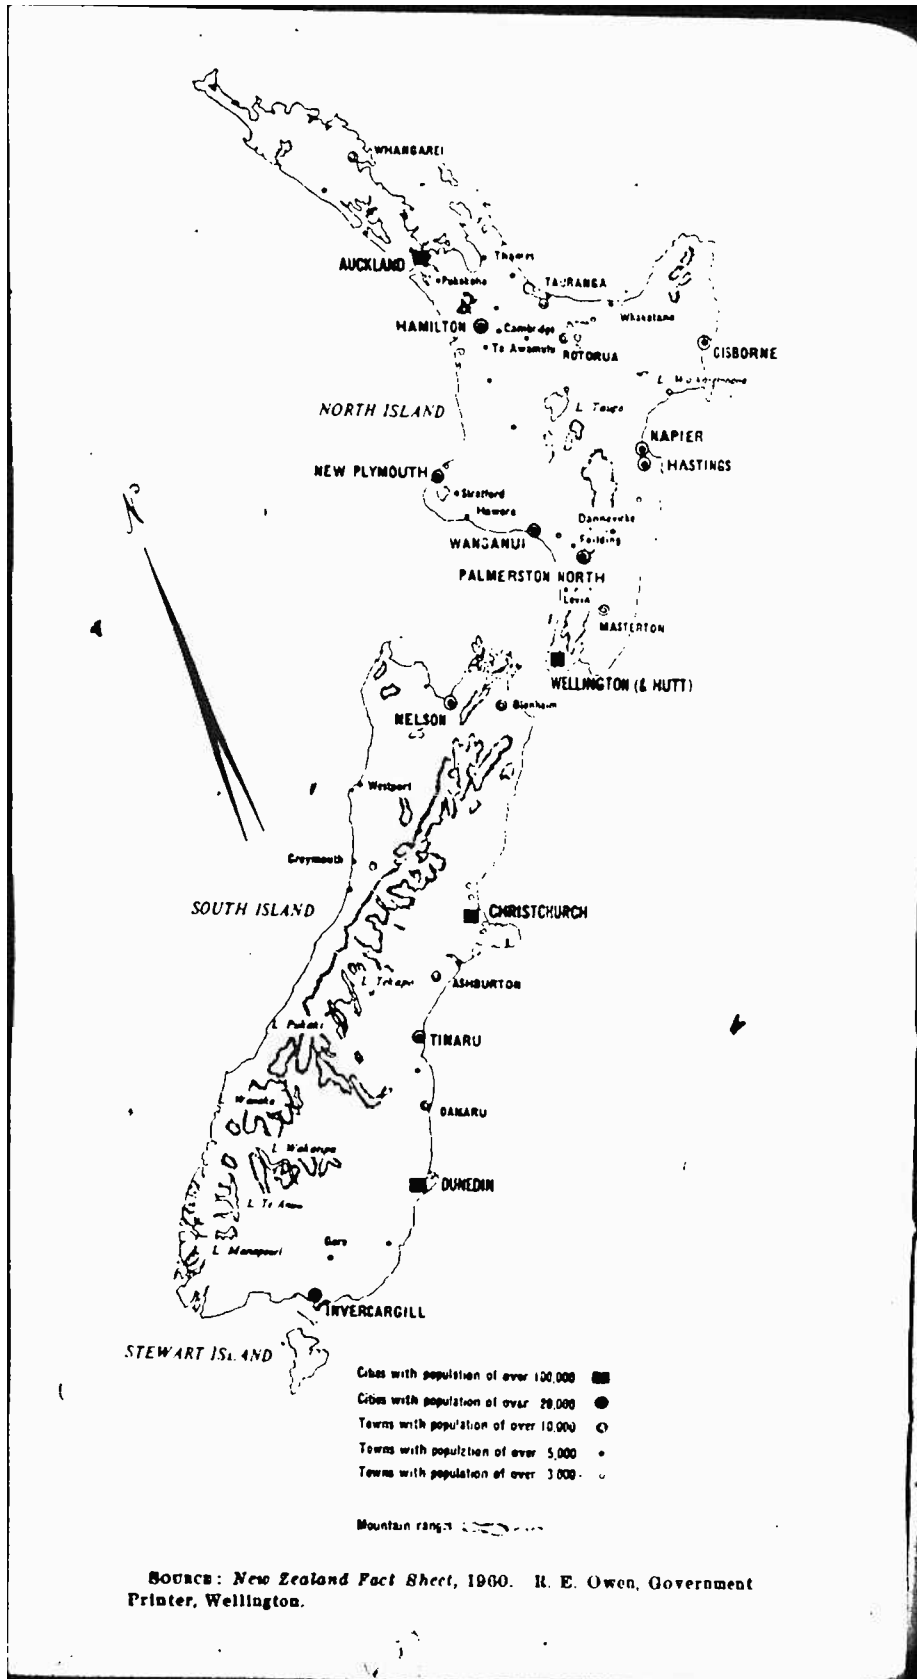 WHANGAREI
AUCKLAND
Thames
Pukekohe
TAURANGA
Whakatane
HAMILTON
Cambridge
Te Awamutu
ROTORUA
GISBORNE
NORTH ISLAND
L. Taupo
NAPIER
HASTINGS
NEW PLYMOUTH
Stratford
Hawera
Dannevirke
WANGANUI
Feilding
PALMERSTON NORTH
Levin
MASTERTON
WELLINGTON (& HUTT)
NELSON
Blenheim
Westport
Greymouth
SOUTH ISLAND
CHRISTCHURCH
L. Tekapo
ASHBURTON
L. Pukaki
TIMARU
Wanaka
OAMARU
L. Wakatipu
DUNEDIN
L. Te Anau
L. Manapouri
Gore
INVERCARGILL
STEWART ISLAND
Cities with population of over 100,000
Cities with population of over 20,000
Towns with population of over 10,000
Towns with population of over 5,000
Towns with population of over 3,000
Mountain ranges
SOURCE: New Zealand Fact Sheet, 1960. R. E. Owen, Government
Printer, Wellington.